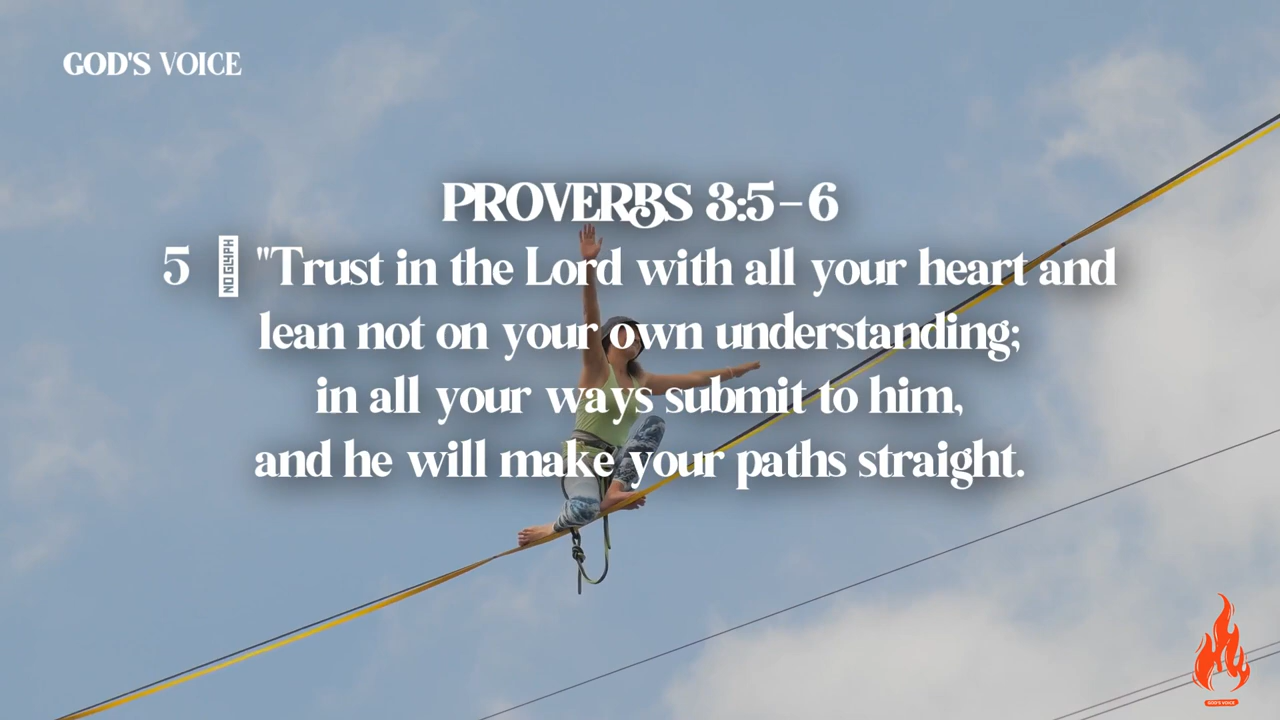 GOD'S VOICE
PROVERBS 3:5-6
5 NO GLYPH "Trust in the Lord with all your heart and
lean not on your own understanding;
in all your ways submit to him,
and he will make your paths straight.
GOD'S VOICE